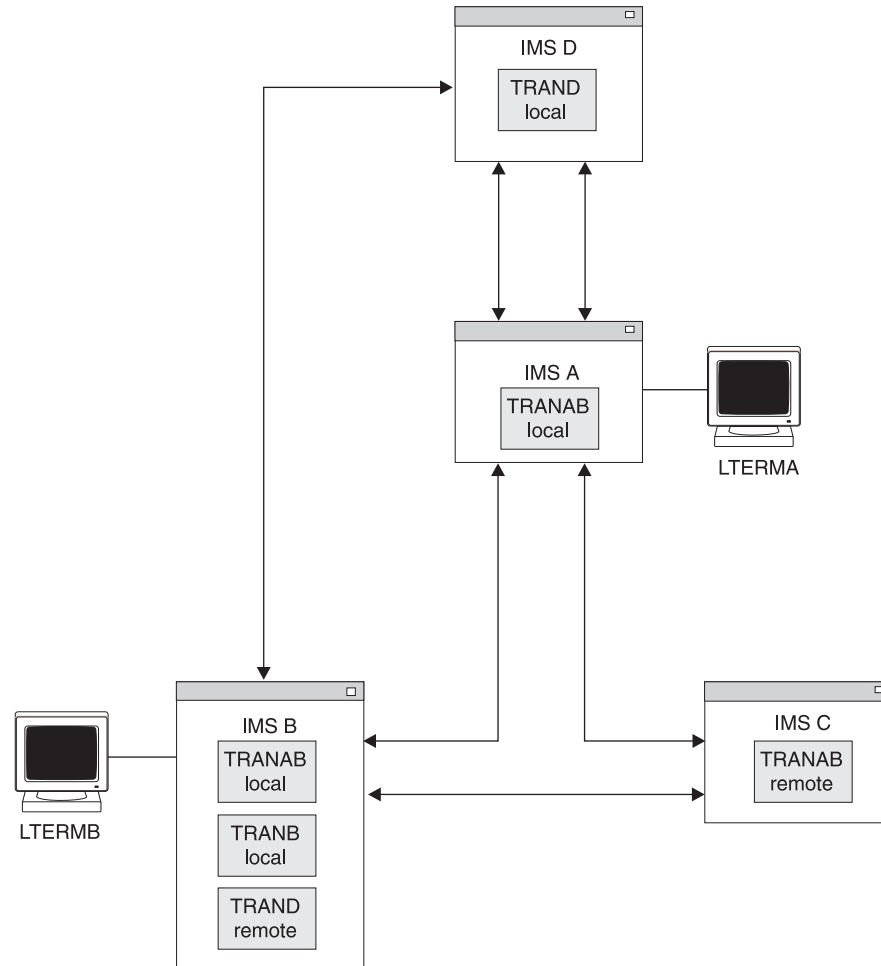 IMS D
TRAND
local
IMS A
TRANAB
local
LTERMA
IMS B
TRANAB
local
TRANB
local
TRAND
remote
LTERMB
IMS C
TRANAB
remote